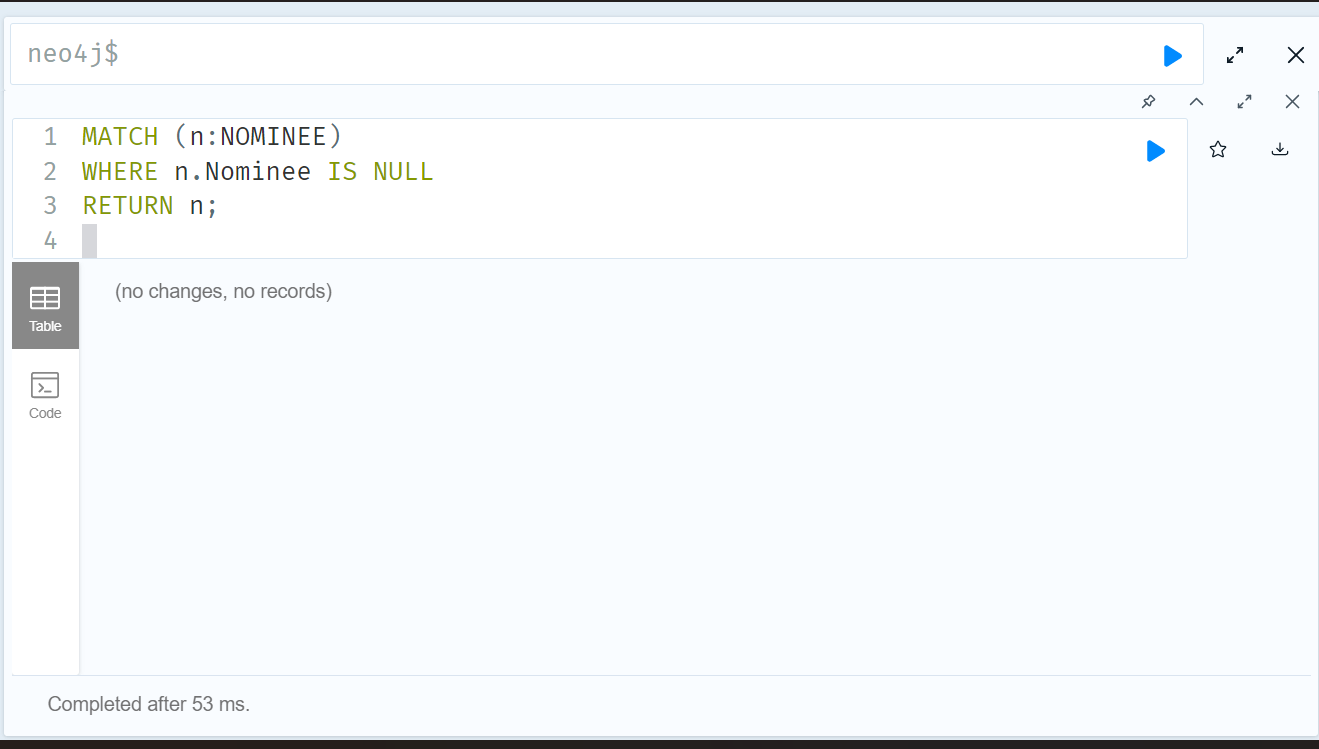 neo4j$
1 MATCH (n:NOMINEE)
2 WHERE n.Nominee IS NULL
3 RETURN n;
4
(no changes, no records)
Table
Code
Completed after 53 ms.